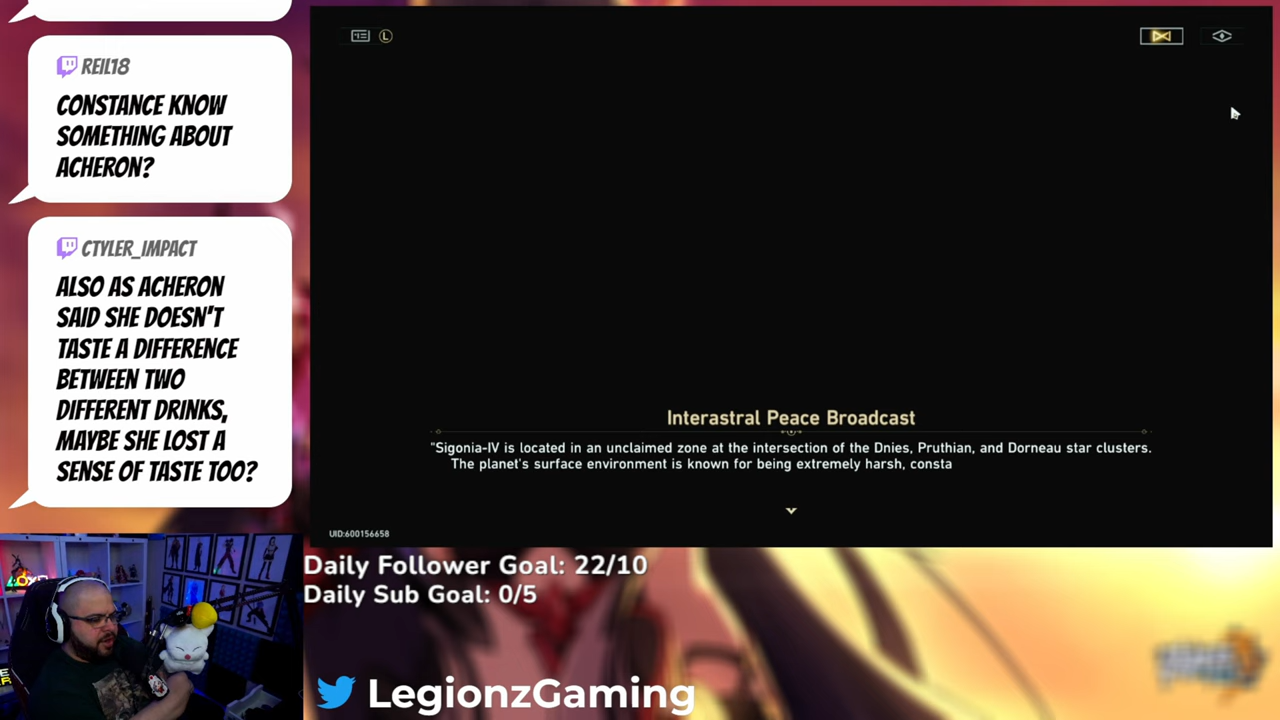 REIL18
CONSTANCE KNOW
SOMETHING ABOUT
ACHERON?
CTYLER_IMPACT
ALSO AS ACHERON
SAID SHE DOESN'T
TASTE A DIFFERENCE
BETWEEN TWO
DIFFERENT DRINKS,
MAYBE SHE LOST A
SENSE OF TASTE TOO?
L
Interastral Peace Broadcast
"Sigonia-IV is located in an unclaimed zone at the intersection of the Dnies, Pruthian, and Dorneau star clusters.
The planet's surface environment is known for being extremely harsh, consta
UID:600156658
Daily Follower Goal: 22/10
Daily Sub Goal: 0/5
LegionzGaming